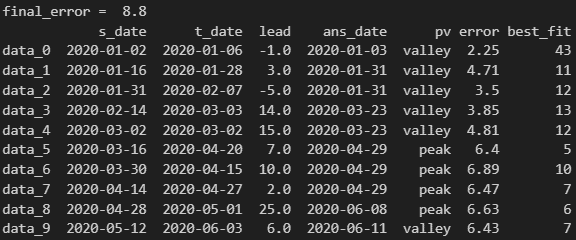 final_error =  8.8
            s_date      t_date  lead    ans_date      pv error best_fit
data_0  2020-01-02  2020-01-06  -1.0  2020-01-03  valley  2.25       43
data_1  2020-01-16  2020-01-28   3.0  2020-01-31  valley  4.71       11
data_2  2020-01-31  2020-02-07  -5.0  2020-01-31  valley   3.5       12
data_3  2020-02-14  2020-03-03  14.0  2020-03-23  valley  3.85       13
data_4  2020-03-02  2020-03-02  15.0  2020-03-23  valley  4.81       12
data_5  2020-03-16  2020-04-20   7.0  2020-04-29    peak   6.4        5
data_6  2020-03-30  2020-04-15  10.0  2020-04-29    peak  6.89       10
data_7  2020-04-14  2020-04-27   2.0  2020-04-29    peak  6.47        7
data_8  2020-04-28  2020-05-01  25.0  2020-06-08    peak  6.63        6
data_9  2020-05-12  2020-06-03   6.0  2020-06-11  valley  6.43        7